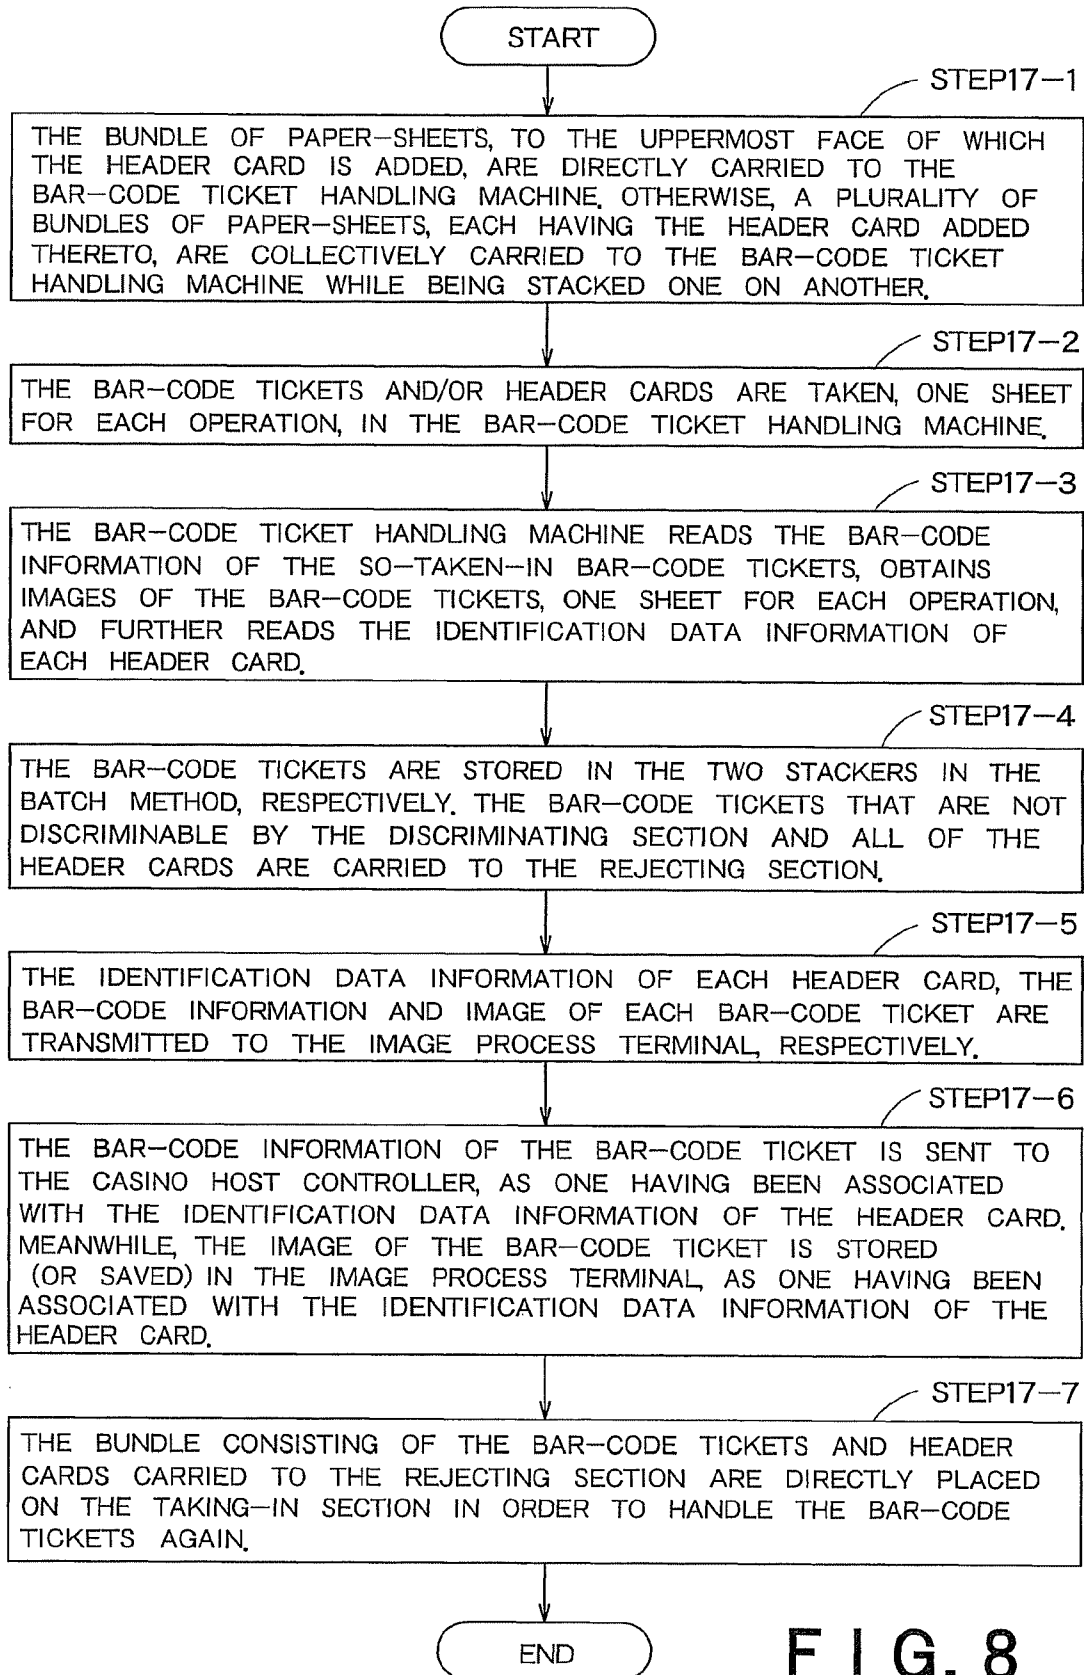 START
STEP17-1
THE BUNDLE OF PAPER-SHEETS, TO THE UPPERMOST FACE OF WHICH
THE HEADER CARD IS ADDED, ARE DIRECTLY CARRIED TO THE
BAR-CODE TICKET HANDLING MACHINE. OTHERWISE, A PLURALITY OF
BUNDLES OF PAPER-SHEETS, EACH HAVING THE HEADER CARD ADDED
THERETO, ARE COLLECTIVELY CARRIED TO THE BAR-CODE TICKET
HANDLING MACHINE WHILE BEING STACKED ONE ON ANOTHER.
STEP17-2
THE BAR-CODE TICKETS AND/OR HEADER CARDS ARE TAKEN, ONE SHEET
FOR EACH OPERATION, IN THE BAR-CODE TICKET HANDLING MACHINE.
STEP17-3
THE BAR-CODE TICKET HANDLING MACHINE READS THE BAR-CODE
INFORMATION OF THE SO-TAKEN-IN BAR-CODE TICKETS, OBTAINS
IMAGES OF THE BAR-CODE TICKETS, ONE SHEET FOR EACH OPERATION,
AND FURTHER READS THE IDENTIFICATION DATA INFORMATION OF
EACH HEADER CARD.
STEP17-4
THE BAR-CODE TICKETS ARE STORED IN THE TWO STACKERS IN THE
BATCH METHOD, RESPECTIVELY. THE BAR-CODE TICKETS THAT ARE NOT
DISCRIMINABLE BY THE DISCRIMINATING SECTION AND ALL OF THE
HEADER CARDS ARE CARRIED TO THE REJECTING SECTION.
STEP17-5
THE IDENTIFICATION DATA INFORMATION OF EACH HEADER CARD, THE
BAR-CODE INFORMATION AND IMAGE OF EACH BAR-CODE TICKET ARE
TRANSMITTED TO THE IMAGE PROCESS TERMINAL, RESPECTIVELY.
STEP17-6
THE BAR-CODE INFORMATION OF THE BAR-CODE TICKET IS SENT TO
THE CASINO HOST CONTROLLER, AS ONE HAVING BEEN ASSOCIATED
WITH THE IDENTIFICATION DATA INFORMATION OF THE HEADER CARD.
MEANWHILE, THE IMAGE OF THE BAR-CODE TICKET IS STORED
(OR SAVED) IN THE IMAGE PROCESS TERMINAL, AS ONE HAVING BEEN
ASSOCIATED WITH THE IDENTIFICATION DATA INFORMATION OF THE
HEADER CARD.
STEP17-7
THE BUNDLE CONSISTING OF THE BAR-CODE TICKETS AND HEADER
CARDS CARRIED TO THE REJECTING SECTION ARE DIRECTLY PLACED
ON THE TAKING-IN SECTION IN ORDER TO HANDLE THE BAR-CODE
TICKETS AGAIN.
END
FIG. 8